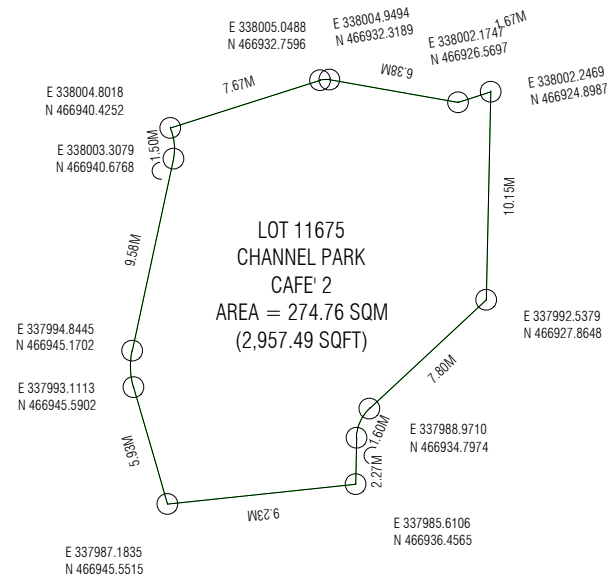 E 338005.0488
N 466932.7596
E 338004.9494
N 466932.3189
E 338002.1747
N 466926.5697
1.67M
E 338002.2469
N 466924.8987
E 338004.8018
N 466940.4252
7.67M
6.38M
E 338003.3079
N 466940.6768
1.50M
10.15M
9.58M
LOT 11675
CHANNEL PARK
CAFE' 2
AREA = 274.76 SQM
(2,957.49 SQFT)
E 337994.8445
N 466945.1702
E 337992.5379
N 466927.8648
E 337993.1113
N 466945.5902
7.80M
5.93M
1.60M
E 337988.9710
N 466934.7974
2.27M
9.23M
E 337985.6106
N 466936.4565
E 337987.1835
N 466945.5515